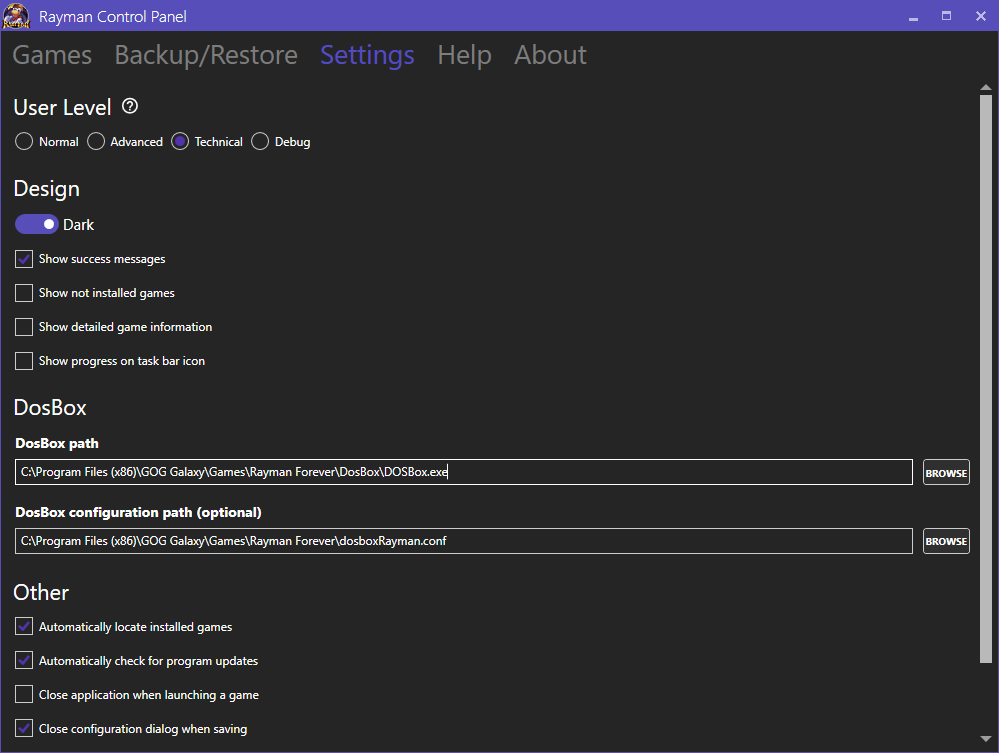 Rayman Control Panel
Games Backup/Restore Settings Help About
User Level
Normal Advanced Technical Debug
Design
Dark
Show success messages
Show not installed games
Show detailed game information
Show progress on task bar icon
DosBox
DosBox path
C:\Program Files (x86)\GOG Galaxy\Games\Rayman Forever\DosBox\DOSBox.exe
BROWSE
DosBox configuration path (optional)
C:\Program Files (x86)\GOG Galaxy\Games\Rayman Forever\dosboxRayman.conf
BROWSE
Other
Automatically locate installed games
Automatically check for program updates
Close application when launching a game
Close configuration dialog when saving